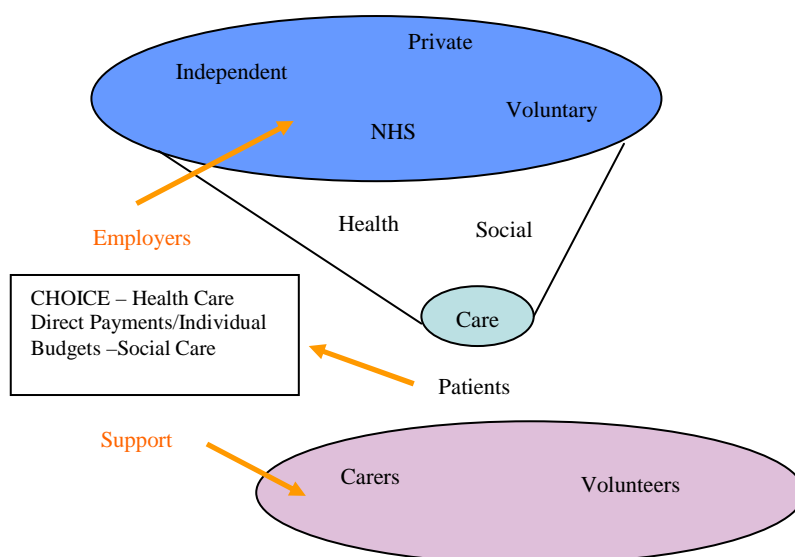 Private
Independent
Voluntary
NHS
Health
Social
Employers
CHOICE – Health Care
Direct Payments/Individual
Budgets –Social Care
Care
Patients
Support
Carers
Volunteers